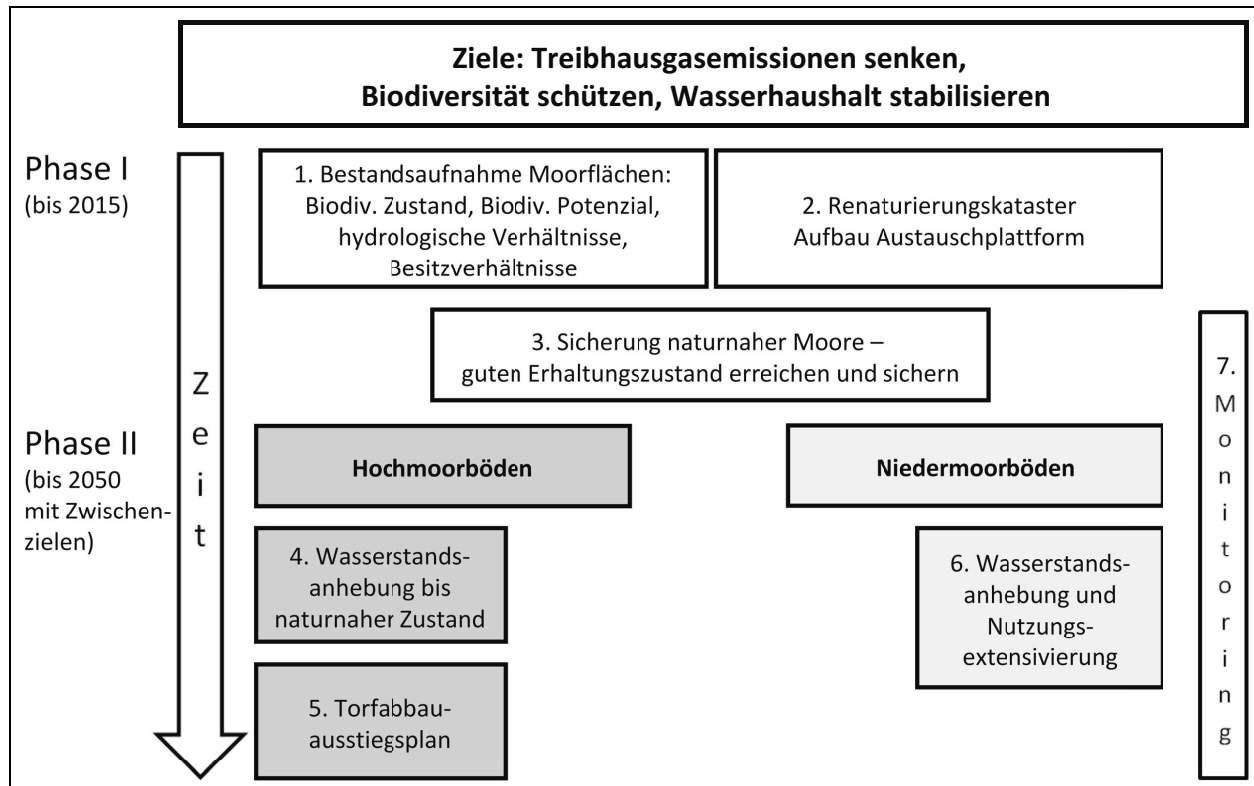 Ziele: Treibhausgasemissionen senken,
Biodiversität schützen, Wasserhaushalt stabilisieren
Phase I
(bis 2015)
1. Bestandsaufnahme Moorflächen:
Biodiv. Zustand, Biodiv. Potenzial,
hydrologische Verhältnisse,
Besitzverhältnisse
2. Renaturierungskataster
Aufbau Austauschplattform
3. Sicherung naturnaher Moore –
guten Erhaltungszustand erreichen und sichern
Zeit
Phase II
(bis 2050
mit Zwischen-
zielen)
Hochmoorböden
Niedermoorböden
4. Wasserstands-
anhebung bis
naturnaher Zustand
6. Wasserstands-
anhebung und
Nutzungs-
extensivierung
5. Torfabbau-
ausstiegsplan
7. Monitoring